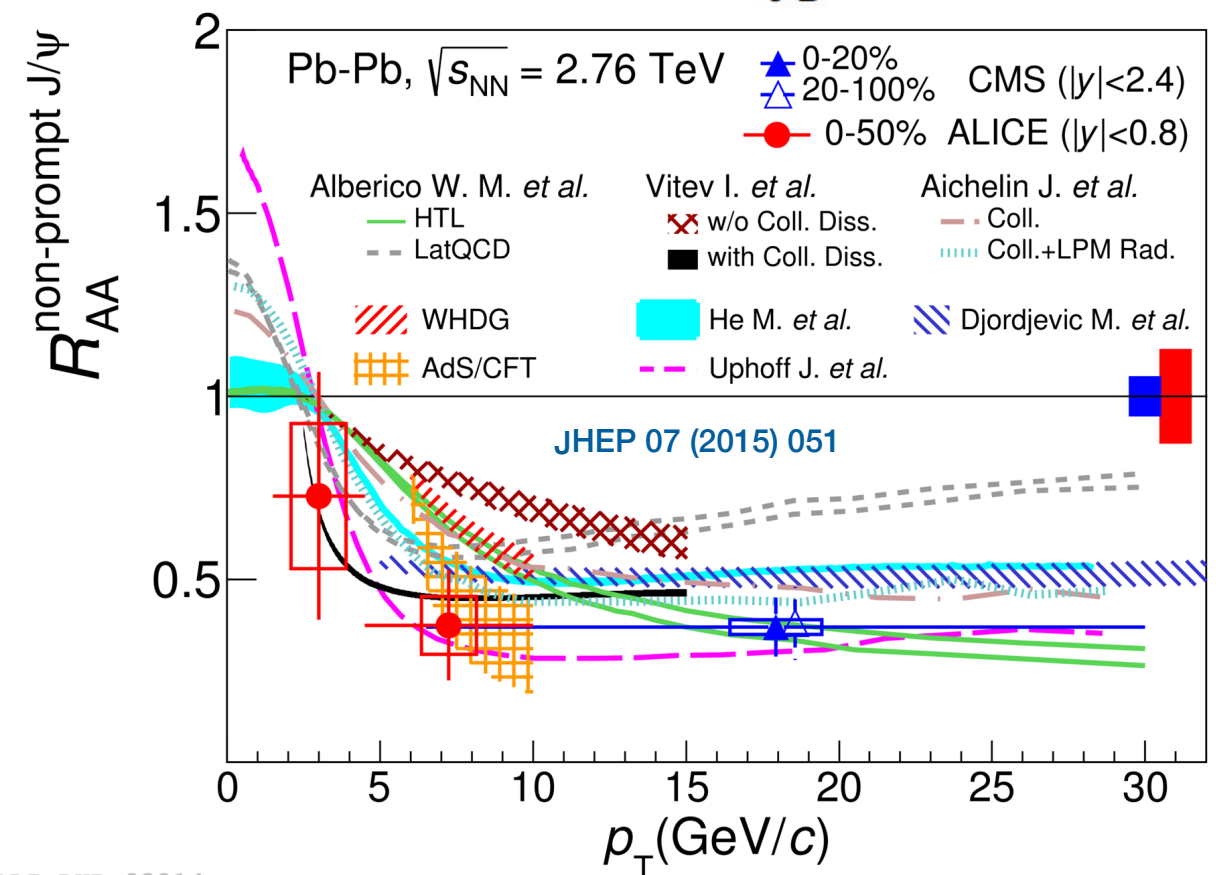 2
Pb-Pb, √sNN = 2.76 TeV
0-20%
20-100%
CMS (|y|<2.4)
0-50% ALICE (|y|<0.8)
Alberico W. M. et al.
HTL
LatQCD
Vitev I. et al.
w/o Coll. Diss.
with Coll. Diss.
Aichelin J. et al.
Coll.
Coll.+LPM Rad.
WHDG
He M. et al.
Djordjevic M. et al.
AdS/CFT
Uphoff J. et al.
JHEP 07 (2015) 051
RAA non-prompt J/ψ
1.5
1
0.5
0 5 10 15 20 25 30
pT(GeV/c)